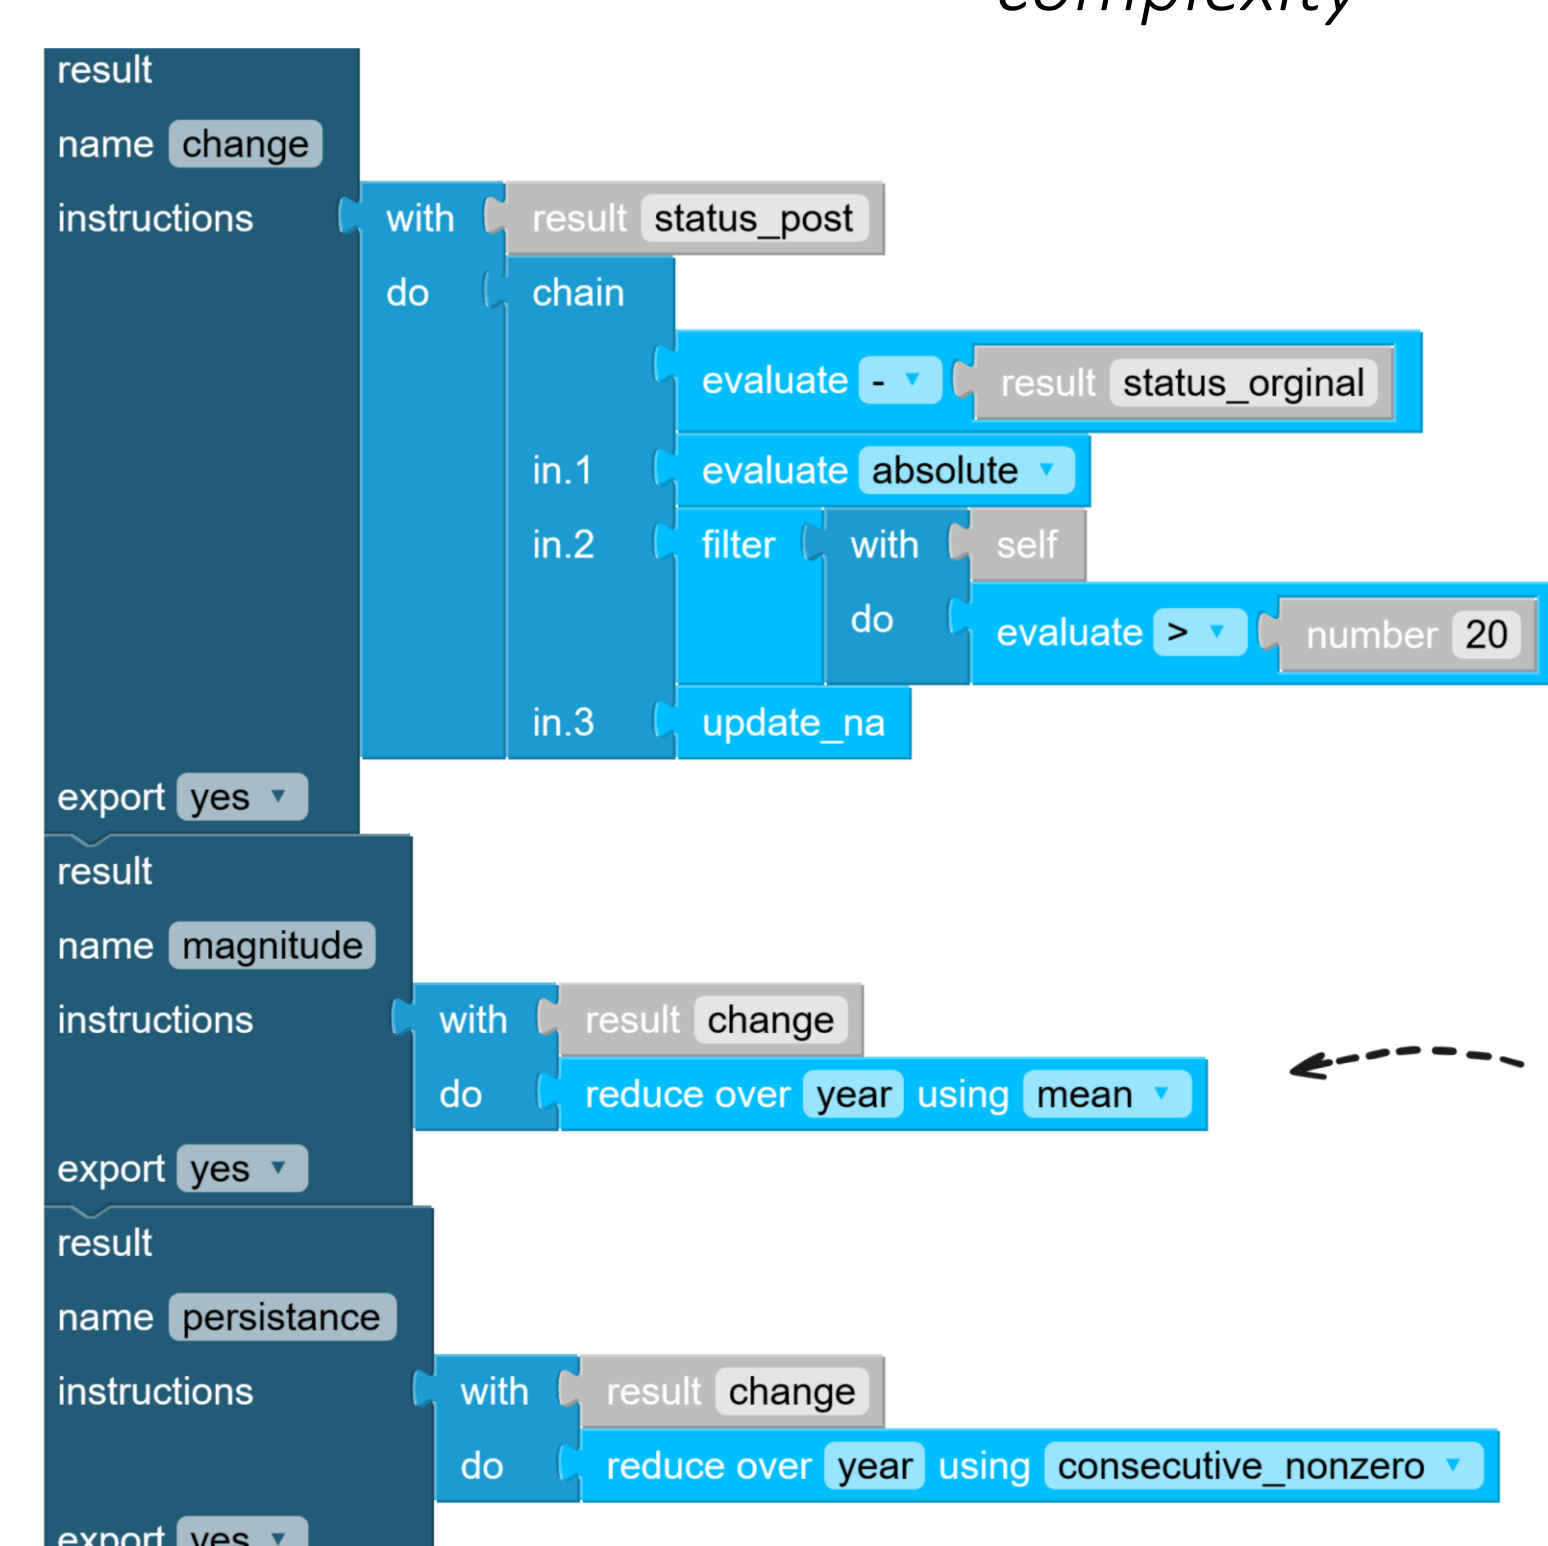 complexity
result
name change
instructions with result status_post
do chain
evaluate - result status_orginal
in.1 evaluate absolute
in.2 filter with self
do evaluate > number 20
in.3 update_na
export yes
result
name magnitude
instructions with result change
do reduce over year using mean
export yes
result
name persistance
instructions with result change
do reduce over year using consecutive_nonzero
export yes